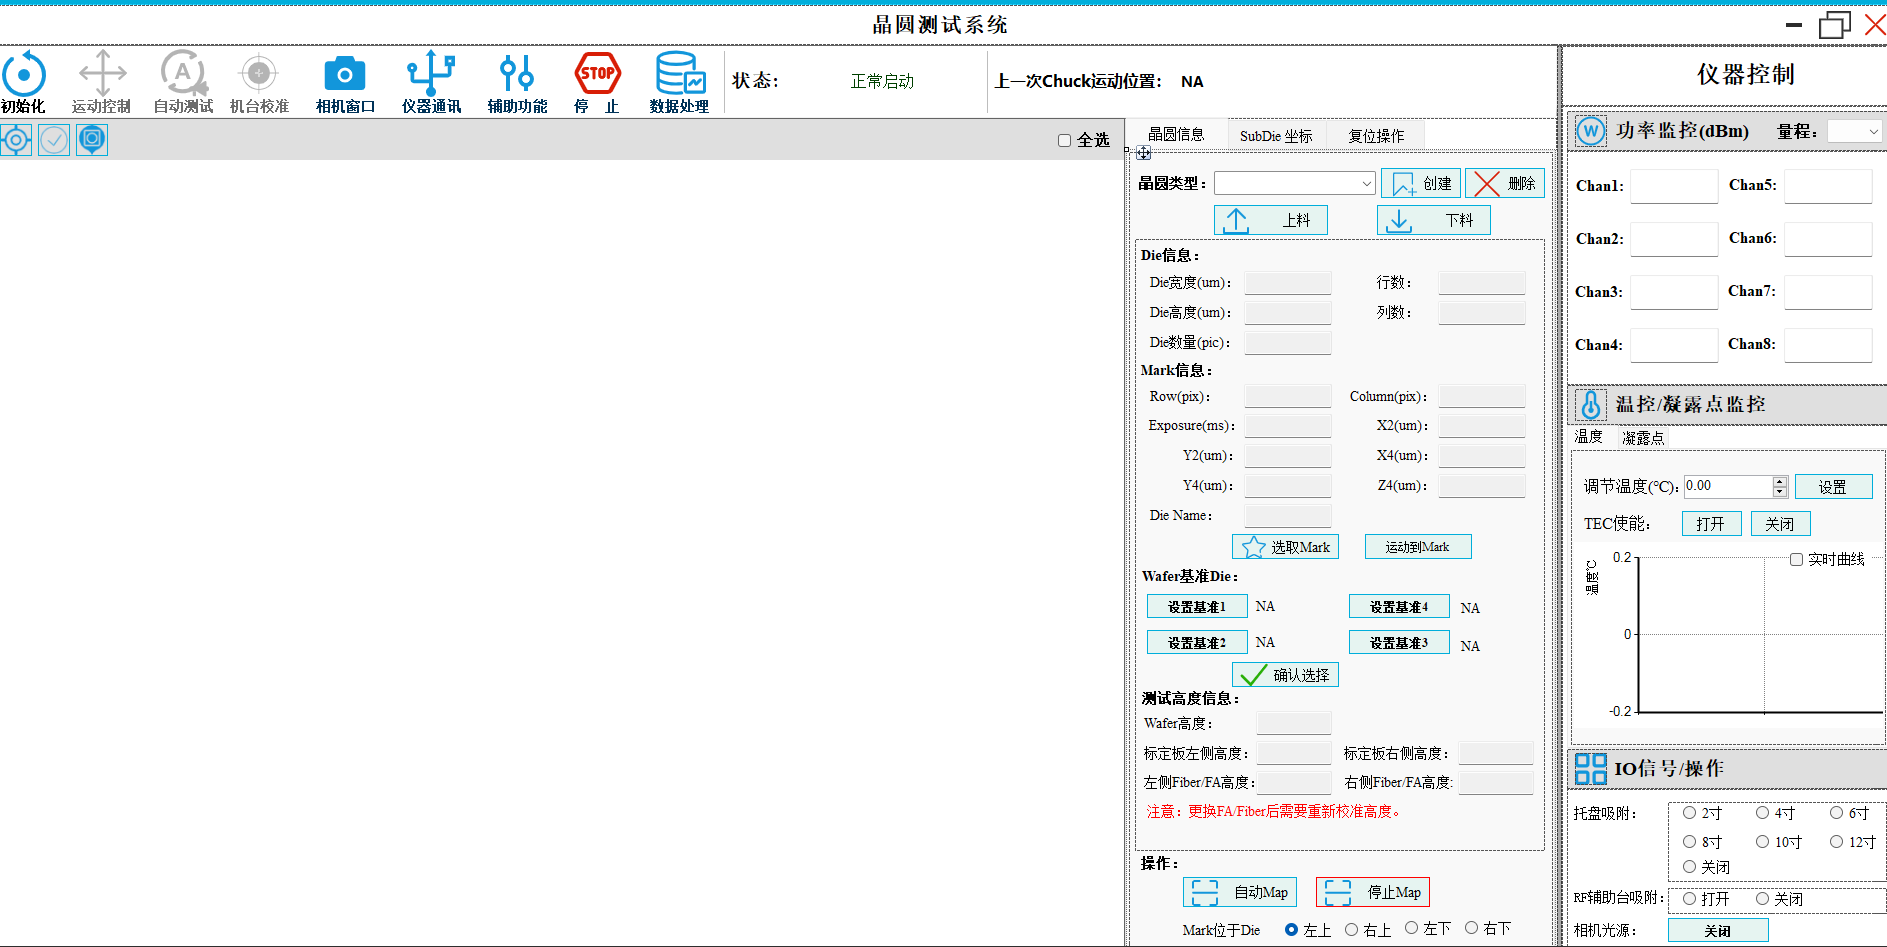 晶圆测试系统
初始化 运动控制 自动测试 机台校准 相机窗口 仪器通讯 辅助功能 STOP 停 止 数据处理 状态： 正常启动 上一次Chuck运动位置： NA
A
全选
晶圆信息 SubDie 坐标 复位操作
晶圆类型： 创建 删除
上料 下料
Die信息：
Die宽度(um)： 行数：
Die高度(um)： 列数：
Die数量(pic)：
Mark信息：
Row(pix)： Column(pix)：
Exposure(ms)： X2(um)：
Y2(um)： X4(um)：
Y4(um)： Z4(um)：
Die Name：
选取Mark 运动到Mark
Wafer基准Die：
设置基准1 NA 设置基准4 NA
设置基准2 NA 设置基准3 NA
确认选择
测试高度信息：
Wafer高度：
标定板左侧高度： 标定板右侧高度：
左侧Fiber/FA高度： 右侧Fiber/FA高度:
注意：更换FA/Fiber后需要重新校准高度。
操作：
自动Map 停止Map
Mark位于Die 左上 右上 左下 右下
仪器控制
W 功率监控(dBm) 量程：
Chan1: Chan5:
Chan2: Chan6:
Chan3: Chan7:
Chan4: Chan8:
温控/凝露点监控
温度 凝露点
调节温度(℃)： 0.00 设置
TEC使能： 打开 关闭
0.2 实时曲线
温度℃
0
-0.2
IO信号/操作
托盘吸附： 2寸 4寸 6寸
8寸 10寸 12寸
关闭
RF辅助台吸附： 打开 关闭
相机光源： 关闭